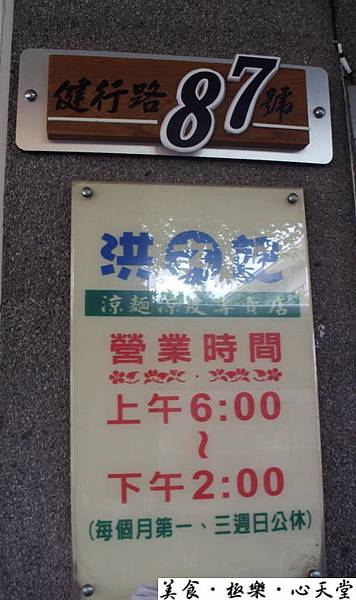 健行路87號
洪記
涼麵涼皮專賣店
營業時間
上午6:00
~
下午2:00
(每個月第一、三週日公休)
美食‧極樂‧心天堂